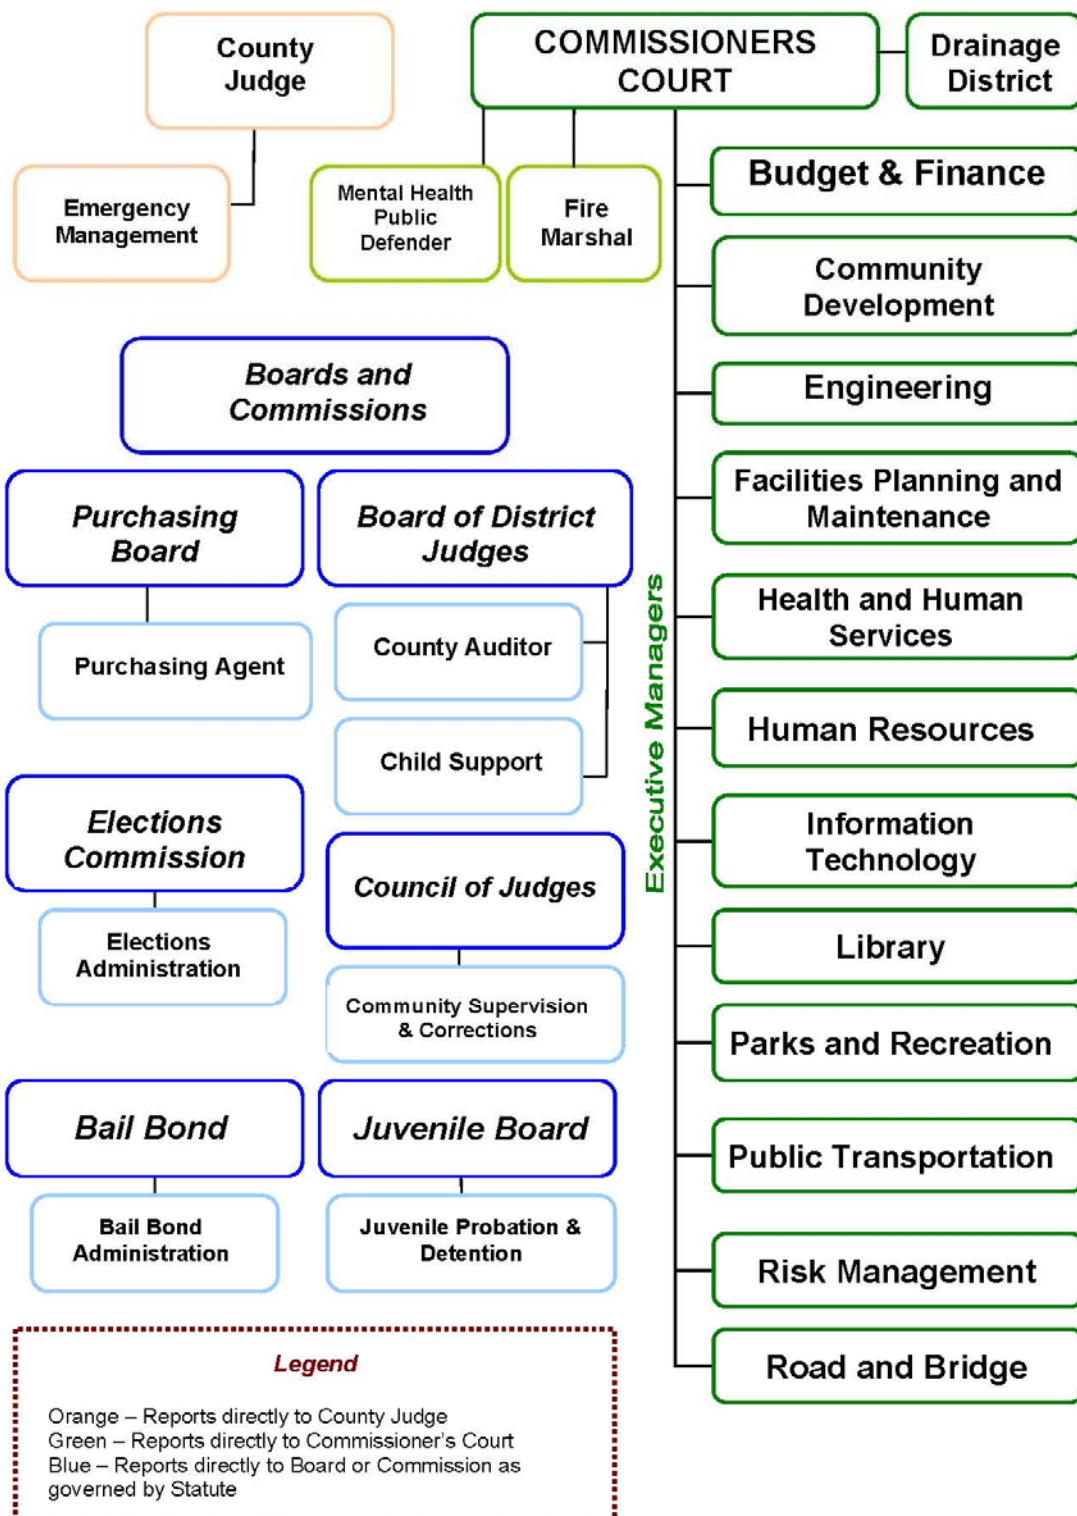 County
Judge
COMMISSIONERS
COURT
Drainage
District
Emergency
Management
Mental Health
Public
Defender
Fire
Marshal
Budget & Finance
Community
Development
Engineering
Facilities Planning and
Maintenance
Health and Human
Services
Human Resources
Information
Technology
Library
Parks and Recreation
Public Transportation
Risk Management
Road and Bridge
Executive Managers
Boards and
Commissions
Purchasing
Board
Purchasing Agent
Board of District
Judges
County Auditor
Child Support
Elections
Commission
Elections
Administration
Council of Judges
Community Supervision
& Corrections
Bail Bond
Bail Bond
Administration
Juvenile Board
Juvenile Probation &
Detention
Legend
Orange – Reports directly to County Judge
Green – Reports directly to Commissioner's Court
Blue – Reports directly to Board or Commission as
governed by Statute